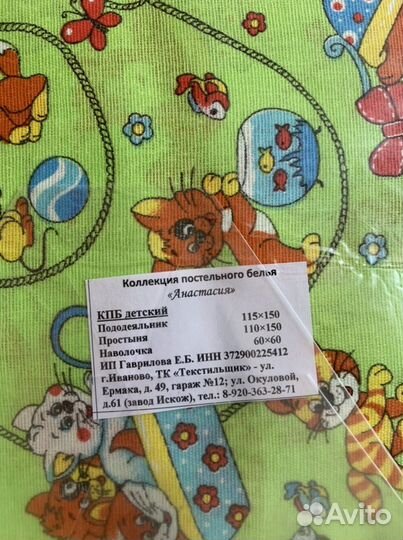 Коллекция постельного белья
«Анастасия»
КПБ детский 115×150
Пододеяльник 110×150
Простыня 60×60
Наволочка
ИП Гаврилова Е.Б. ИНН 372900225412
г.Иваново, ТК «Текстильщик» - ул.
Ермака, д. 49, гараж №12; ул. Окуловой,
д.61 (завод Искож), тел.: 8-920-363-28-71
Avito